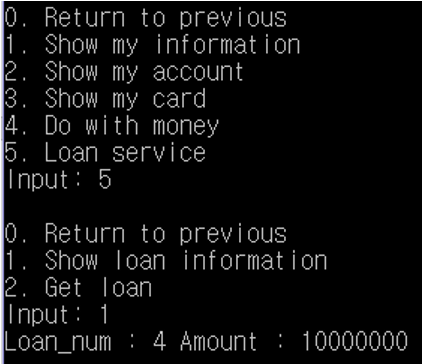 0. Return to previous
1. Show my information
2. Show my account
3. Show my card
4. Do with money
5. Loan service
Input: 5
0. Return to previous
1. Show loan information
2. Get loan
Input: 1
Loan_num : 4 Amount : 10000000